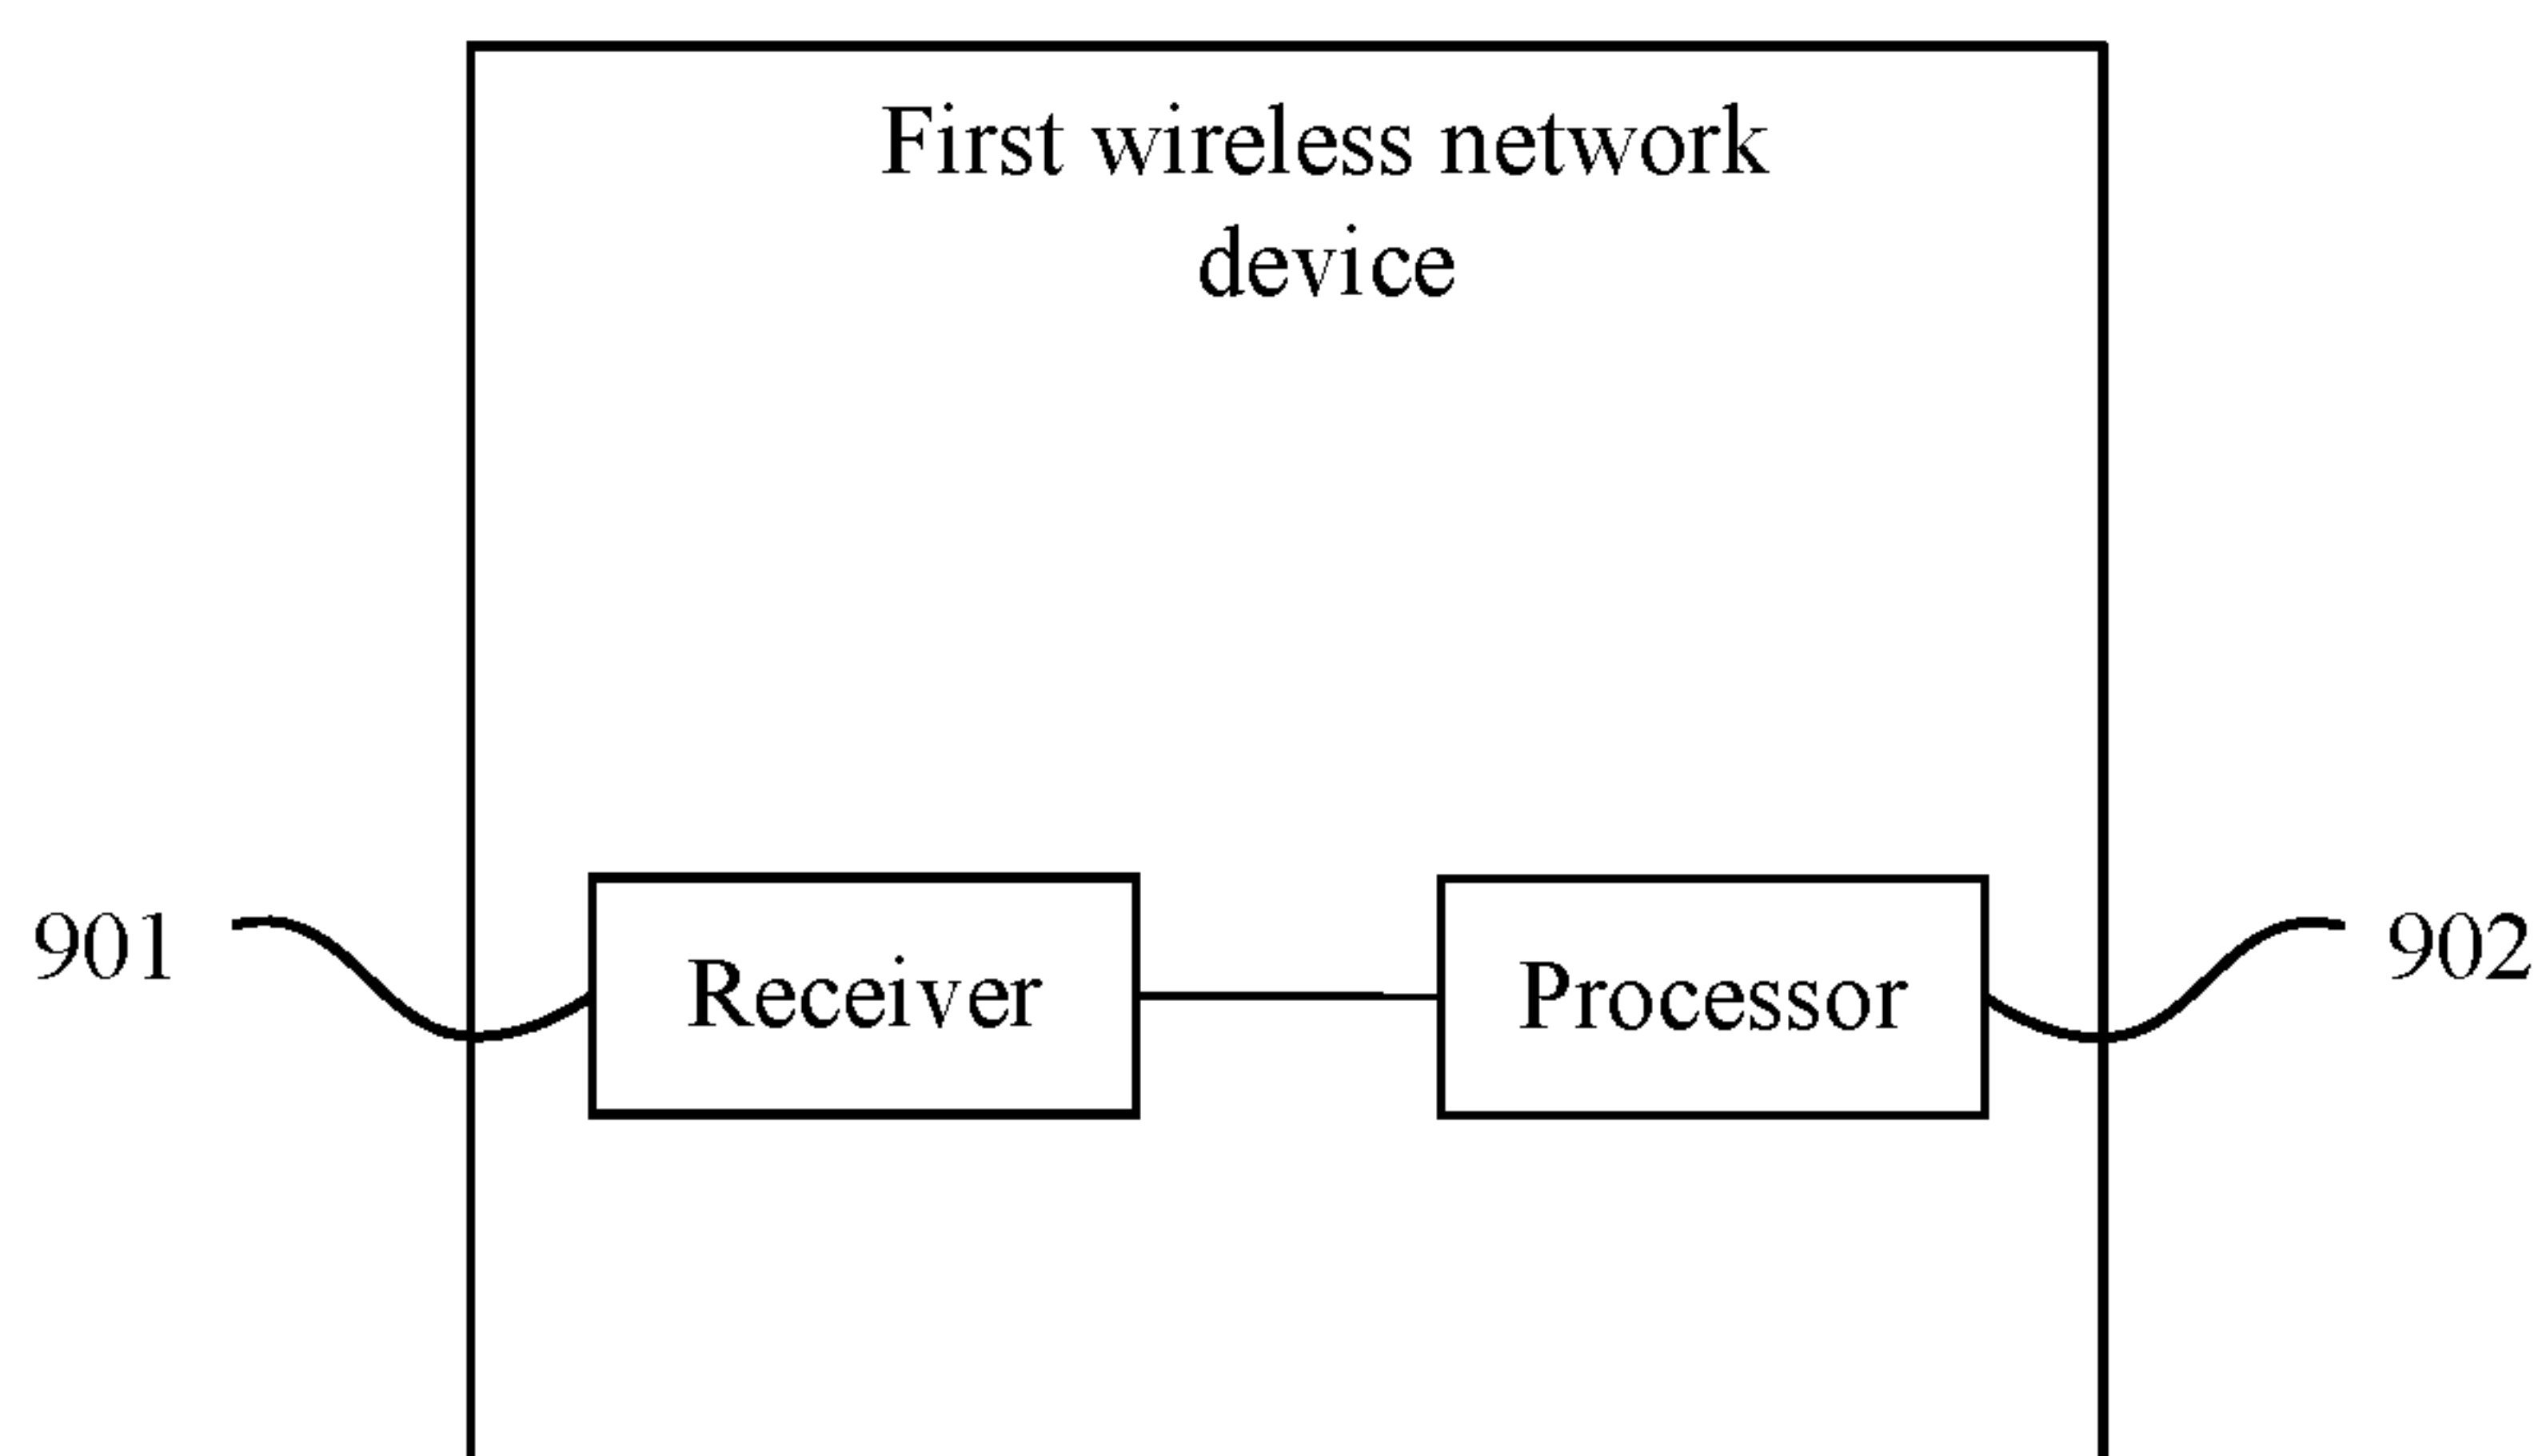 First wireless network
device
901
Receiver
Processor
902